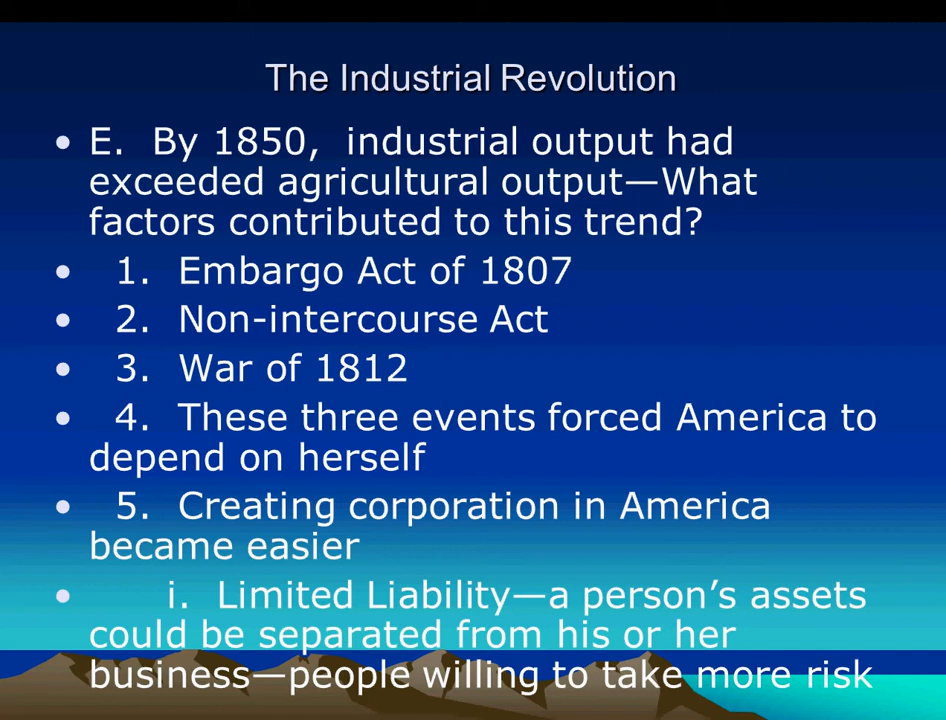 The Industrial Revolution
• E. By 1850, industrial output had
exceeded agricultural output—What
factors contributed to this trend?
• 1. Embargo Act of 1807
• 2. Non-intercourse Act
• 3. War of 1812
• 4. These three events forced America to
depend on herself
• 5. Creating corporation in America
became easier
• i. Limited Liability—a person’s assets
could be separated from his or her
business—people willing to take more risk